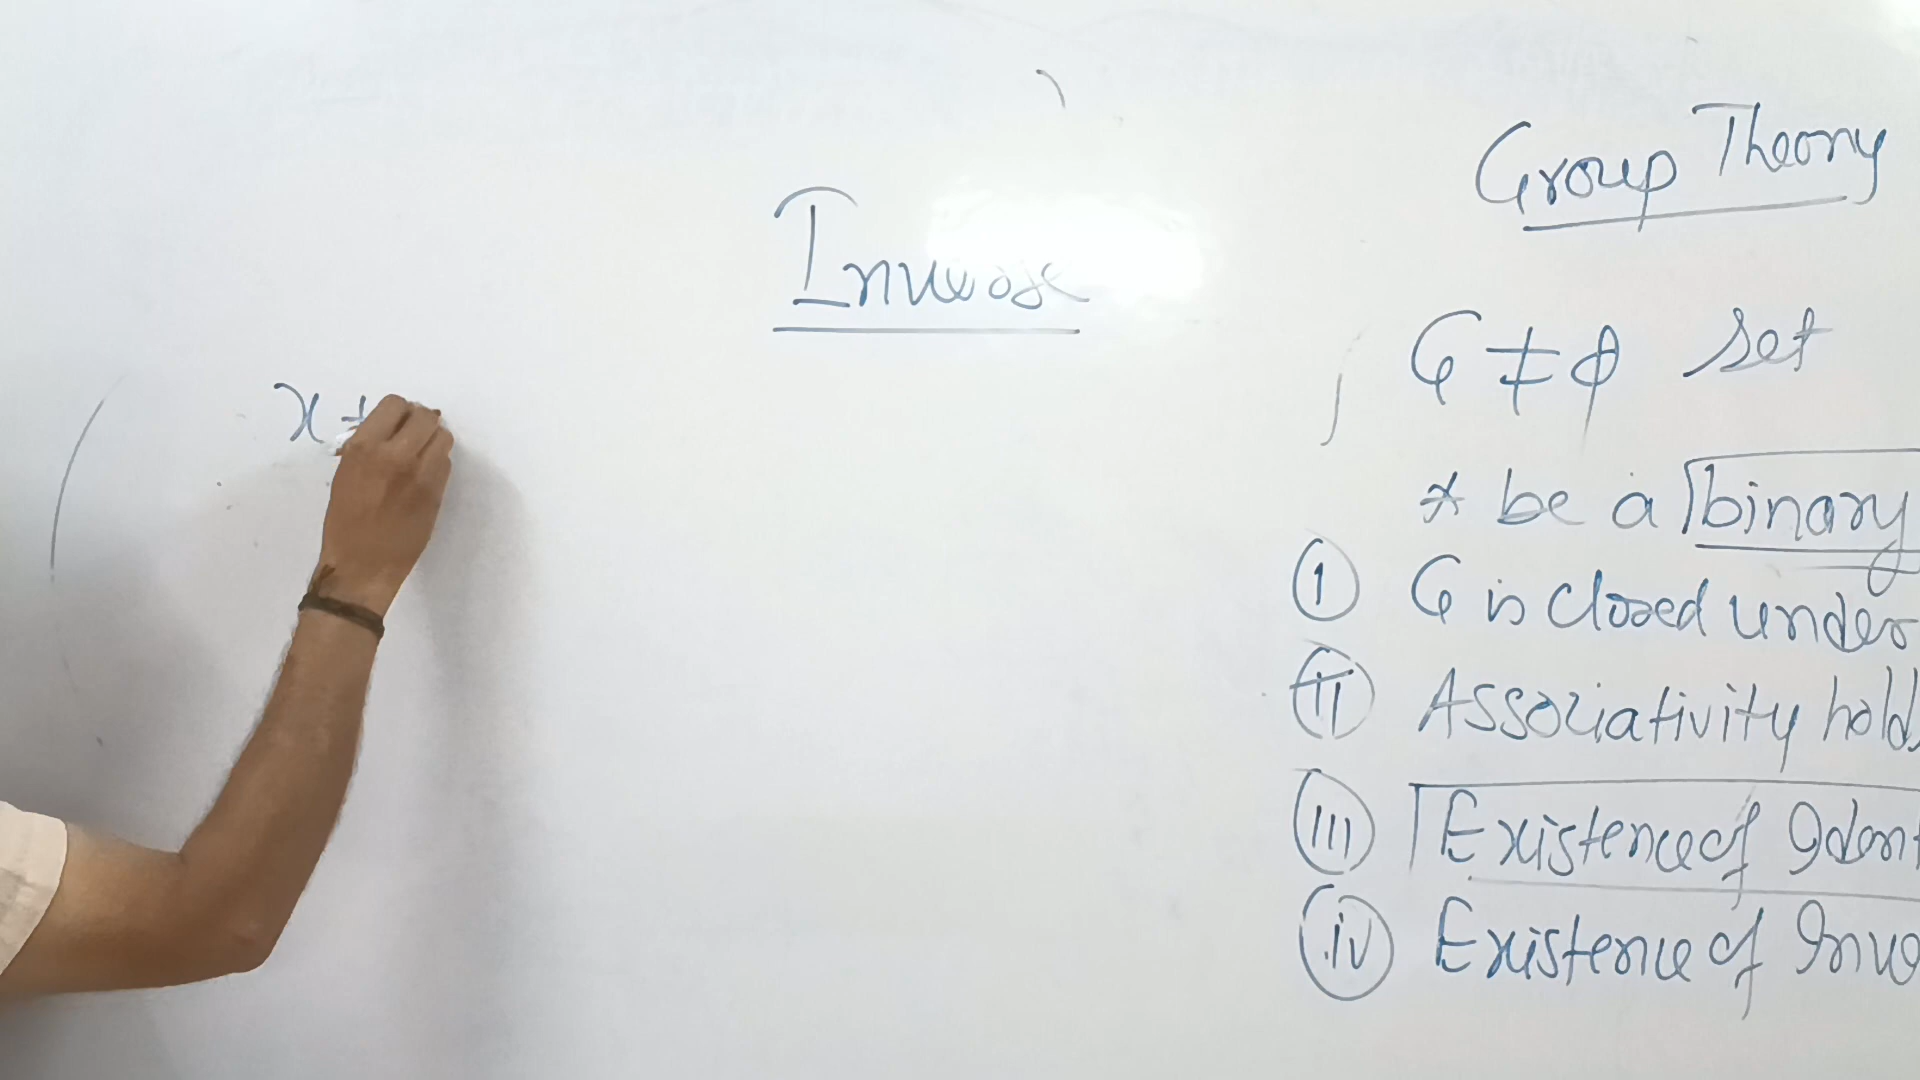 Group Theory
Inverse
G ≠ φ set
x +
* be a binary
I G is closed under
II Associativity hold
III Existence of Ident
iv Existence of Inve